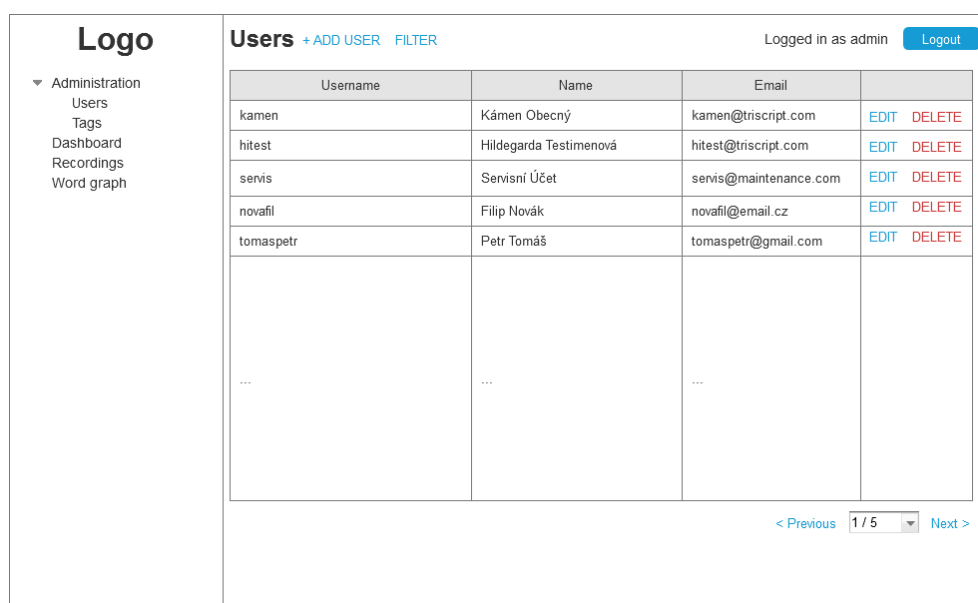 Logo
Administration
Users
Tags
Dashboard
Recordings
Word graph
Users + ADD USER FILTER Logged in as admin Logout
Username Name Email
kamen Kámen Obecný kamen@triscript.com EDIT DELETE
hitest Hildegarda Testimenová hitest@triscript.com EDIT DELETE
servis Servisní Účet servis@maintenance.com EDIT DELETE
novafil Filip Novák novafil@email.cz EDIT DELETE
tomaspetr Petr Tomáš tomaspetr@gmail.com EDIT DELETE
... ... ...
< Previous 1 / 5 Next >